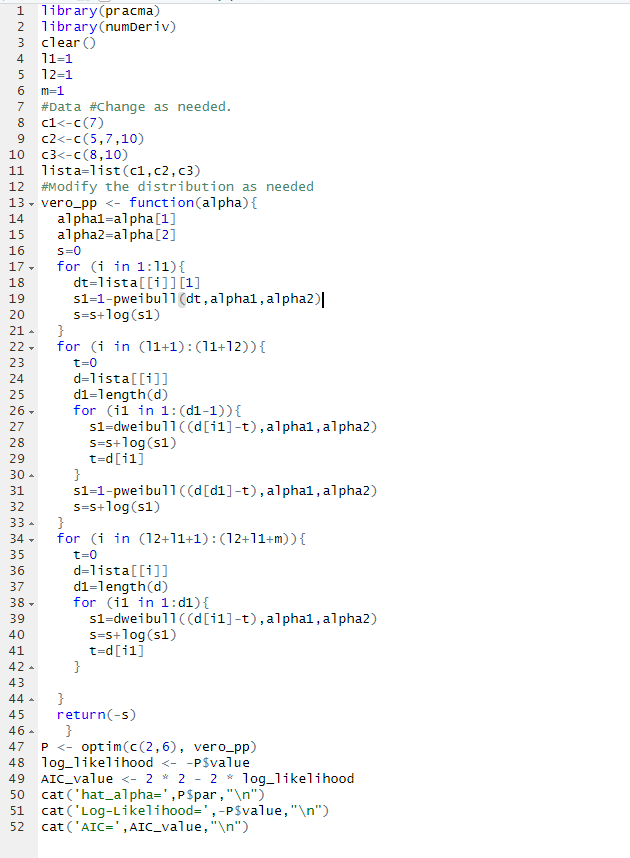 1 library(pracma)
2 library(numDeriv)
3 clear()
4 l1=1
5 l2=1
6 m=1
7 #Data #Change as needed.
8 c1<-c(7)
9 c2<-c(5,7,10)
10 c3<-c(8,10)
11 lista=list(c1,c2,c3)
12 #Modify the distribution as needed
13 vero_pp <- function(alpha){
14   alpha1=alpha[1]
15   alpha2=alpha[2]
16   s=0
17   for (i in 1:l1){
18     dt=lista[[i]][1]
19     s1=1-pweibull(dt,alpha1,alpha2)
20     s=s+log(s1)
21   }
22   for (i in (l1+1):(l1+l2)){
23     t=0
24     d=lista[[i]]
25     d1=length(d)
26     for (i1 in 1:(d1-1)){
27       s1=dweibull((d[i1]-t),alpha1,alpha2)
28       s=s+log(s1)
29       t=d[i1]
30     }
31     s1=1-pweibull((d[d1]-t),alpha1,alpha2)
32     s=s+log(s1)
33   }
34   for (i in (l2+l1+1):(l2+l1+m)){
35     t=0
36     d=lista[[i]]
37     d1=length(d)
38     for (i1 in 1:d1){
39       s1=dweibull((d[i1]-t),alpha1,alpha2)
40       s=s+log(s1)
41       t=d[i1]
42     }
43
44   }
45   return(-s)
46    }
47 P <- optim(c(2,6), vero_pp)
48 log_likelihood <- -P$value
49 AIC_value <- 2 * 2 - 2 * log_likelihood
50 cat('hat_alpha=',P$par,"\n")
51 cat('Log-Likelihood=',-P$value,"\n")
52 cat('AIC=',AIC_value,"\n")